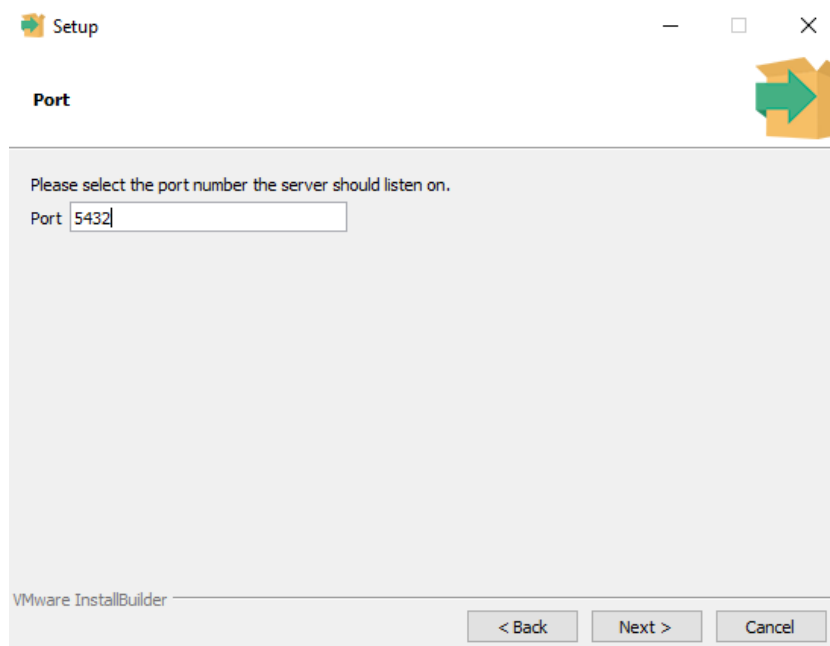 Setup
Port
Please select the port number the server should listen on.
Port 5432
VMware InstallBuilder
< Back Next > Cancel